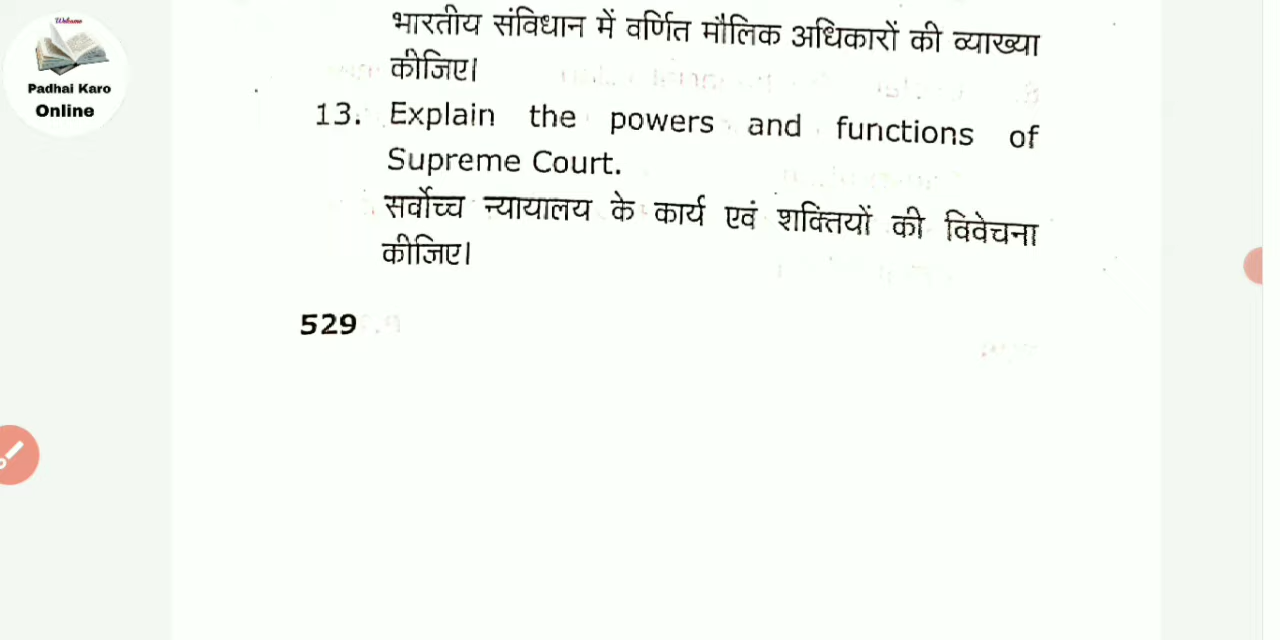 Welcome
Padhai Karo
Online
भारतीय संविधान में वर्णित मौलिक अधिकारों की व्याख्या
कीजिए।
13. Explain the powers and functions of
Supreme Court.
सर्वोच्च न्यायालय के कार्य एवं शक्तियों की विवेचना
कीजिए।
529